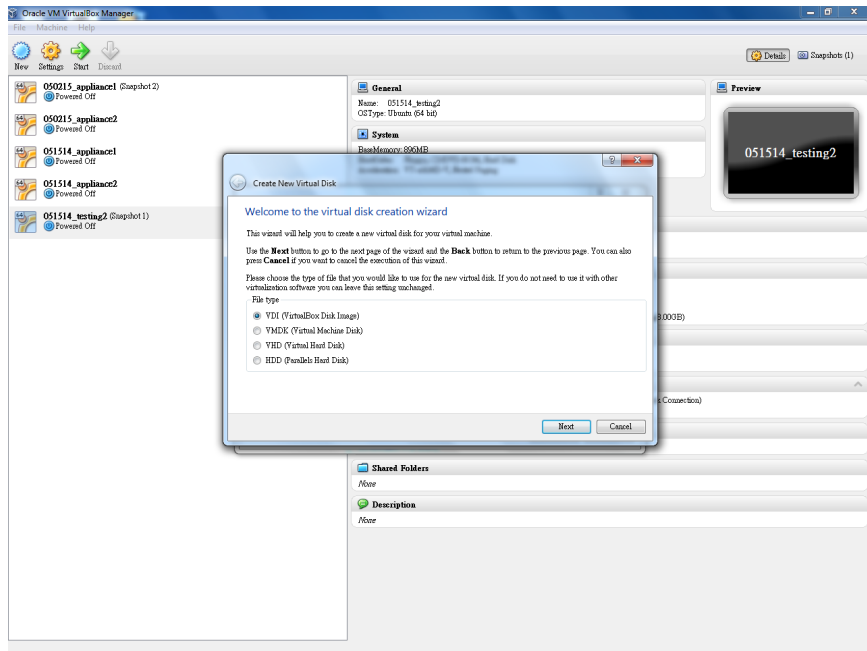 Oracle VM VirtualBox Manager
File Machine Help
New Settings Start Discard
Details Snapshots (1)
050215_appliance1 (Snapshot 2)
Powered Off
050215_appliance2
Powered Off
051514_appliance1
Powered Off
051514_appliance2
Powered Off
051514_testing2 (Snapshot 1)
Powered Off
General
Name: 051514_testing2
OS Type: Ubuntu (64 bit)
System
Base Memory: 896MB
Preview
051514_testing2
Create New Virtual Disk
Welcome to the virtual disk creation wizard
This wizard will help you to create a new virtual disk for your virtual machine.
Use the Next button to go to the next page of the wizard and the Back button to return to the previous page. You can also
press Cancel if you want to cancel the execution of this wizard.
Please choose the type of file that you would like to use for the new virtual disk. If you do not need to use it with other
virtualization software you can leave this setting unchanged.
File type
VDI (VirtualBox Disk Image)
VMDK (Virtual Machine Disk)
VHD (Virtual Hard Disk)
HDD (Parallels Hard Disk)
Next Cancel
Connection)
Shared Folders
None
Description
None